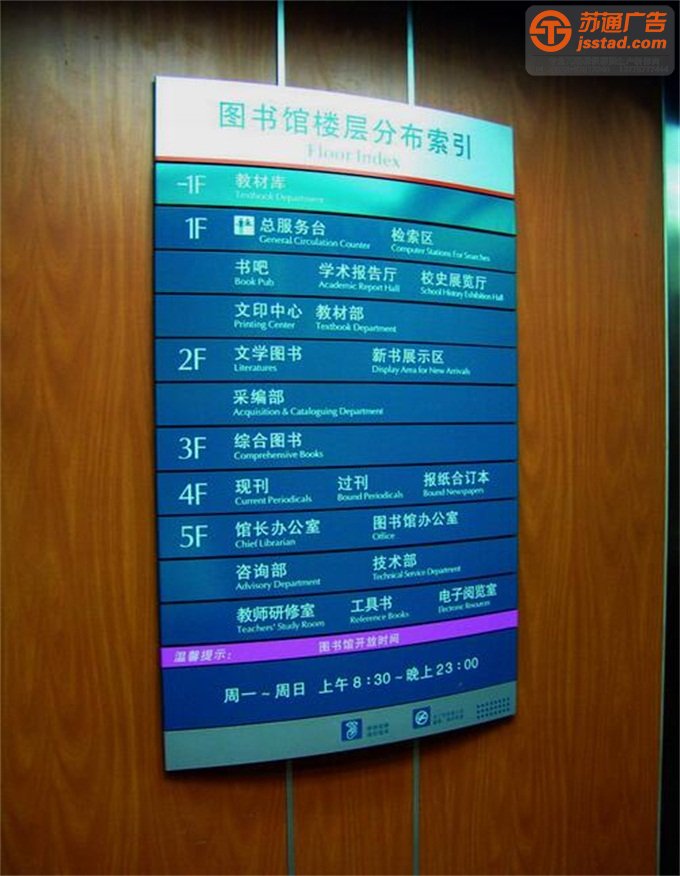 苏通广告
jsstad.com
图书馆楼层分布索引
Floor Index
-1F 教材库
Textbook Department
1F 总服务台 检索区
General Circulation Counter Computer Stations For Searches
书吧 学术报告厅 校史展览厅
Book Pub Academic Report Hall School History Exhibition Hall
文印中心 教材部
Printing Center Textbook Department
2F 文学图书 新书展示区
Literatures Display Area for New Arrivals
采编部
Acquisition & Cataloguing Department
3F 综合图书
Comprehensive Books
4F 现刊 过刊 报纸合订本
Current Periodicals Bound Periodicals Bound Newspapers
5F 馆长办公室 图书馆办公室
Chief Librarian Office
咨询部 技术部
Advisory Department Technical Service Department
教师研修室 工具书 电子阅览室
Teachers' Study Room Reference Books Electronic Resources
温馨提示： 图书馆开放时间
周一～周日 上午8:30～晚上23:00